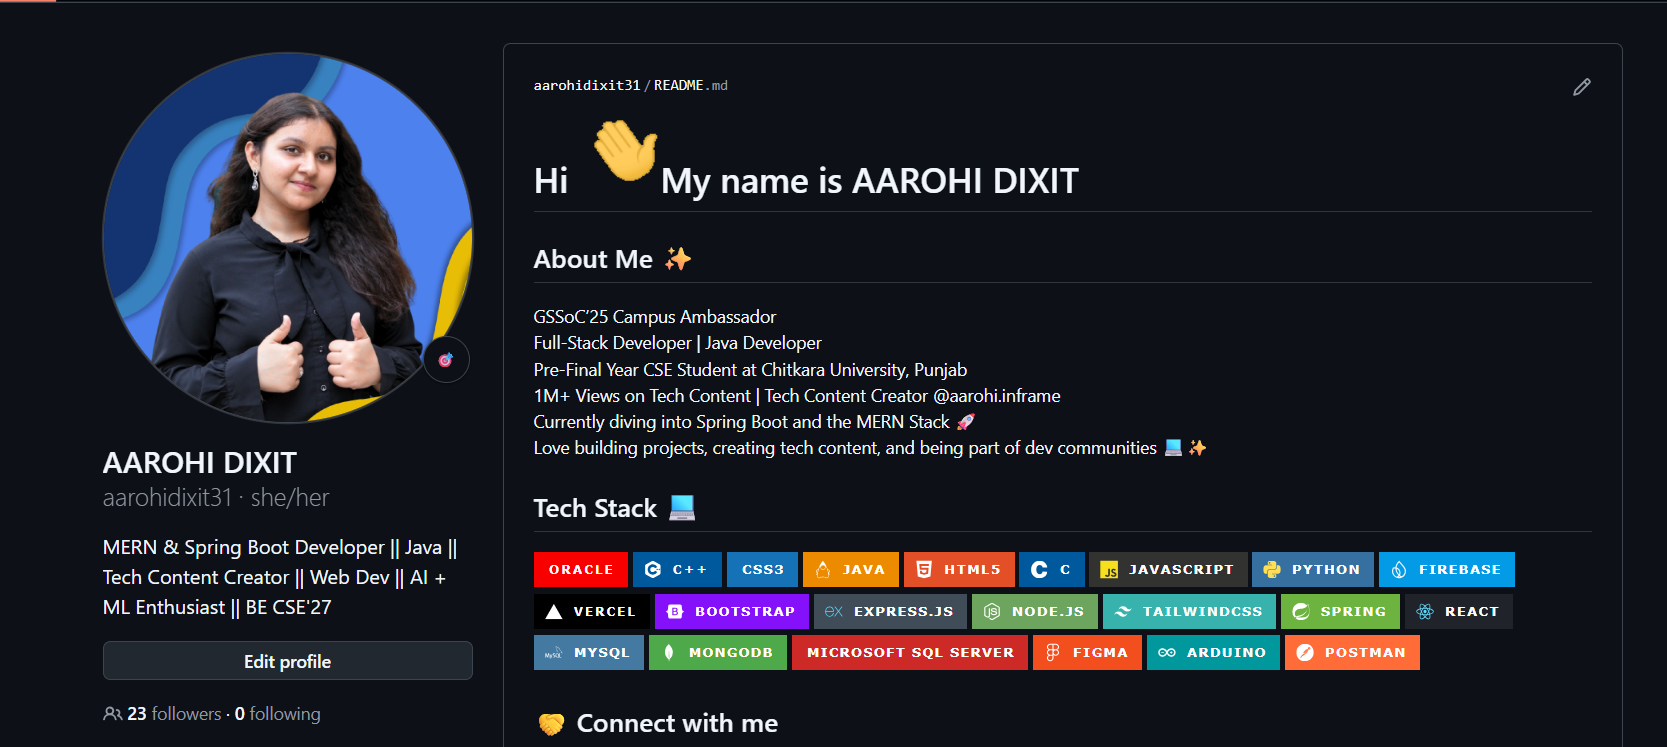 aarohidixit31 / README.md
Hi 👋 My name is AAROHI DIXIT
About Me ✨
GSSoC’25 Campus Ambassador
Full-Stack Developer | Java Developer
Pre-Final Year CSE Student at Chitkara University, Punjab
1M+ Views on Tech Content | Tech Content Creator @aarohi.inframe
Currently diving into Spring Boot and the MERN Stack 🚀
Love building projects, creating tech content, and being part of dev communities 💻 ✨
Tech Stack 💻
ORACLE C++ CSS3 JAVA HTML5 C JS JAVASCRIPT PYTHON FIREBASE
VERCEL B BOOTSTRAP EX EXPRESS.JS JS NODE.JS TAILWINDCSS SPRING REACT
MySQL MYSQL MONGODB MICROSOFT SQL SERVER FIGMA ARDUINO POSTMAN
🤝 Connect with me
AAROHI DIXIT
aarohidixit31 · she/her
MERN & Spring Boot Developer || Java ||
Tech Content Creator || Web Dev || AI +
ML Enthusiast || BE CSE'27
Edit profile
23 followers · 0 following